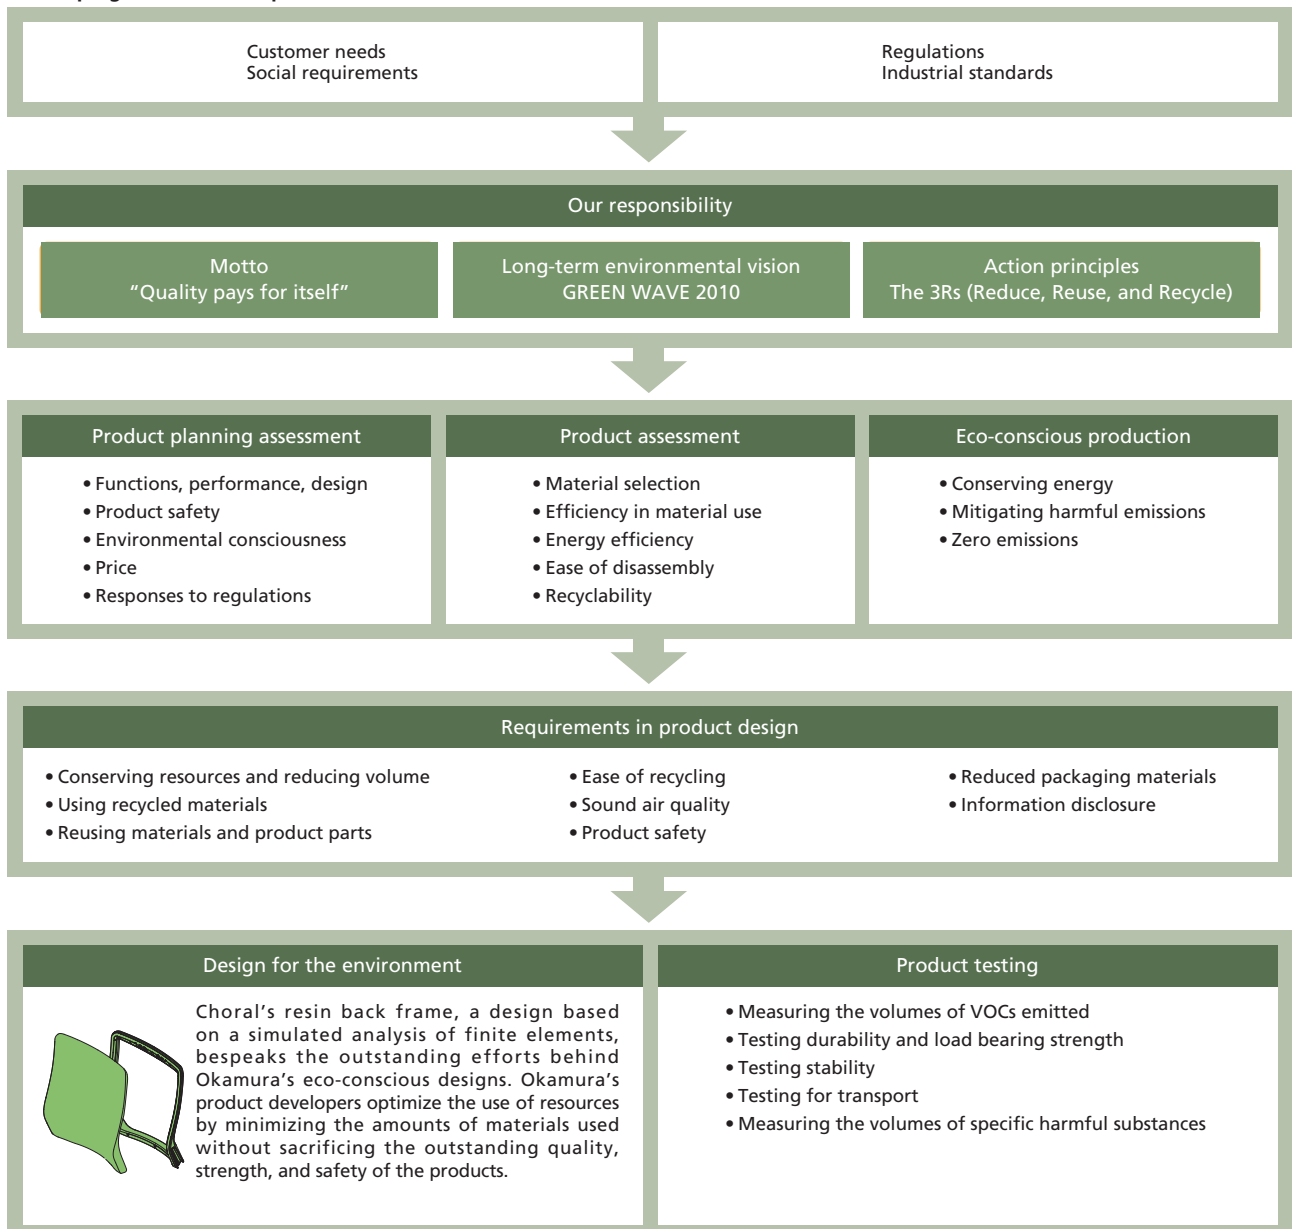 Customer needs
Social requirements
Regulations
Industrial standards
Our responsibility
Motto
“Quality pays for itself”
Long-term environmental vision
GREEN WAVE 2010
Action principles
The 3Rs (Reduce, Reuse, and Recycle)
Product planning assessment
• Functions, performance, design
• Product safety
• Environmental consciousness
• Price
• Responses to regulations
Product assessment
• Material selection
• Efficiency in material use
• Energy efficiency
• Ease of disassembly
• Recyclability
Eco-conscious production
• Conserving energy
• Mitigating harmful emissions
• Zero emissions
Requirements in product design
• Conserving resources and reducing volume
• Using recycled materials
• Reusing materials and product parts
• Ease of recycling
• Sound air quality
• Product safety
• Reduced packaging materials
• Information disclosure
Design for the environment
Choral’s resin back frame, a design based
on a simulated analysis of finite elements,
bespeaks the outstanding efforts behind
Okamura’s eco-conscious designs. Okamura’s
product developers optimize the use of resources
by minimizing the amounts of materials used
without sacrificing the outstanding quality,
strength, and safety of the products.
Product testing
• Measuring the volumes of VOCs emitted
• Testing durability and load bearing strength
• Testing stability
• Testing for transport
• Measuring the volumes of specific harmful substances